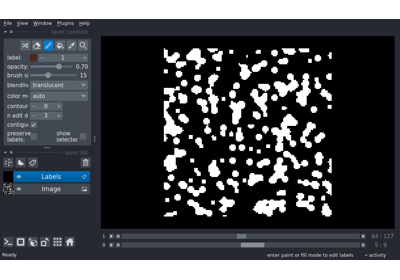 File View Window Plugins Help
layer controls
label: 1
opacity: 0.70
brush si 15
blendin translucent
color m auto
contour 0
n edit d 3
contigu
preserve labels show selected
layer list
Labels
Image
1 64 127
0 5 9
Ready enter paint or fill mode to edit labels activity